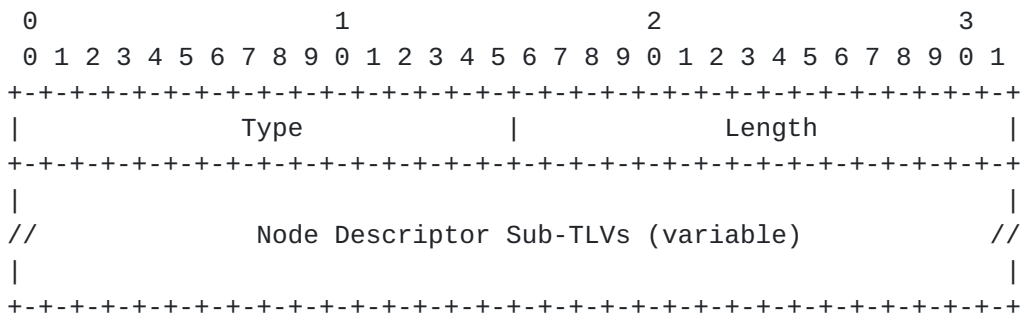 0                   1                   2                   3
 0 1 2 3 4 5 6 7 8 9 0 1 2 3 4 5 6 7 8 9 0 1 2 3 4 5 6 7 8 9 0 1
+-+-+-+-+-+-+-+-+-+-+-+-+-+-+-+-+-+-+-+-+-+-+-+-+-+-+-+-+-+-+-+-+
|              Type             |             Length            |
+-+-+-+-+-+-+-+-+-+-+-+-+-+-+-+-+-+-+-+-+-+-+-+-+-+-+-+-+-+-+-+-+
|                                                               |
//              Node Descriptor Sub-TLVs (variable)            //
|                                                               |
+-+-+-+-+-+-+-+-+-+-+-+-+-+-+-+-+-+-+-+-+-+-+-+-+-+-+-+-+-+-+-+-+